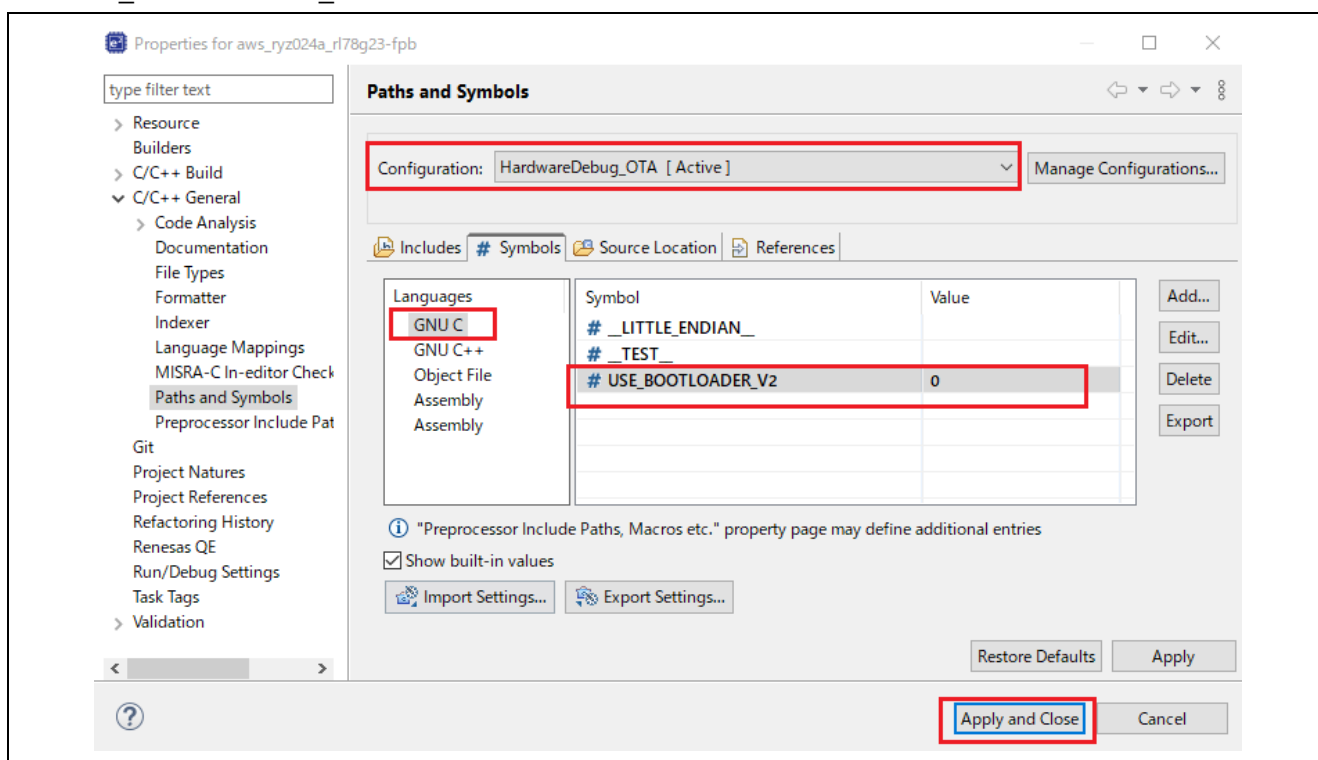 Properties for aws_ryz024a_rl78g23-fpb
type filter text
Resource
Builders
C/C++ Build
C/C++ General
Code Analysis
Documentation
File Types
Formatter
Indexer
Language Mappings
MISRA-C In-editor Check
Paths and Symbols
Preprocessor Include Pat
Git
Project Natures
Project References
Refactoring History
Renesas QE
Run/Debug Settings
Task Tags
Validation
Paths and Symbols
Configuration: HardwareDebug_OTA [ Active ] Manage Configurations...
Includes # Symbols Source Location References
Languages
GNU C
GNU C++
Object File
Assembly
Assembly
Symbol Value
# __LITTLE_ENDIAN__
# __TEST__
# USE_BOOTLOADER_V2 0
Add...
Edit...
Delete
Export
"Preprocessor Include Paths, Macros etc." property page may define additional entries
Show built-in values
Import Settings... Export Settings...
Restore Defaults Apply
Apply and Close Cancel